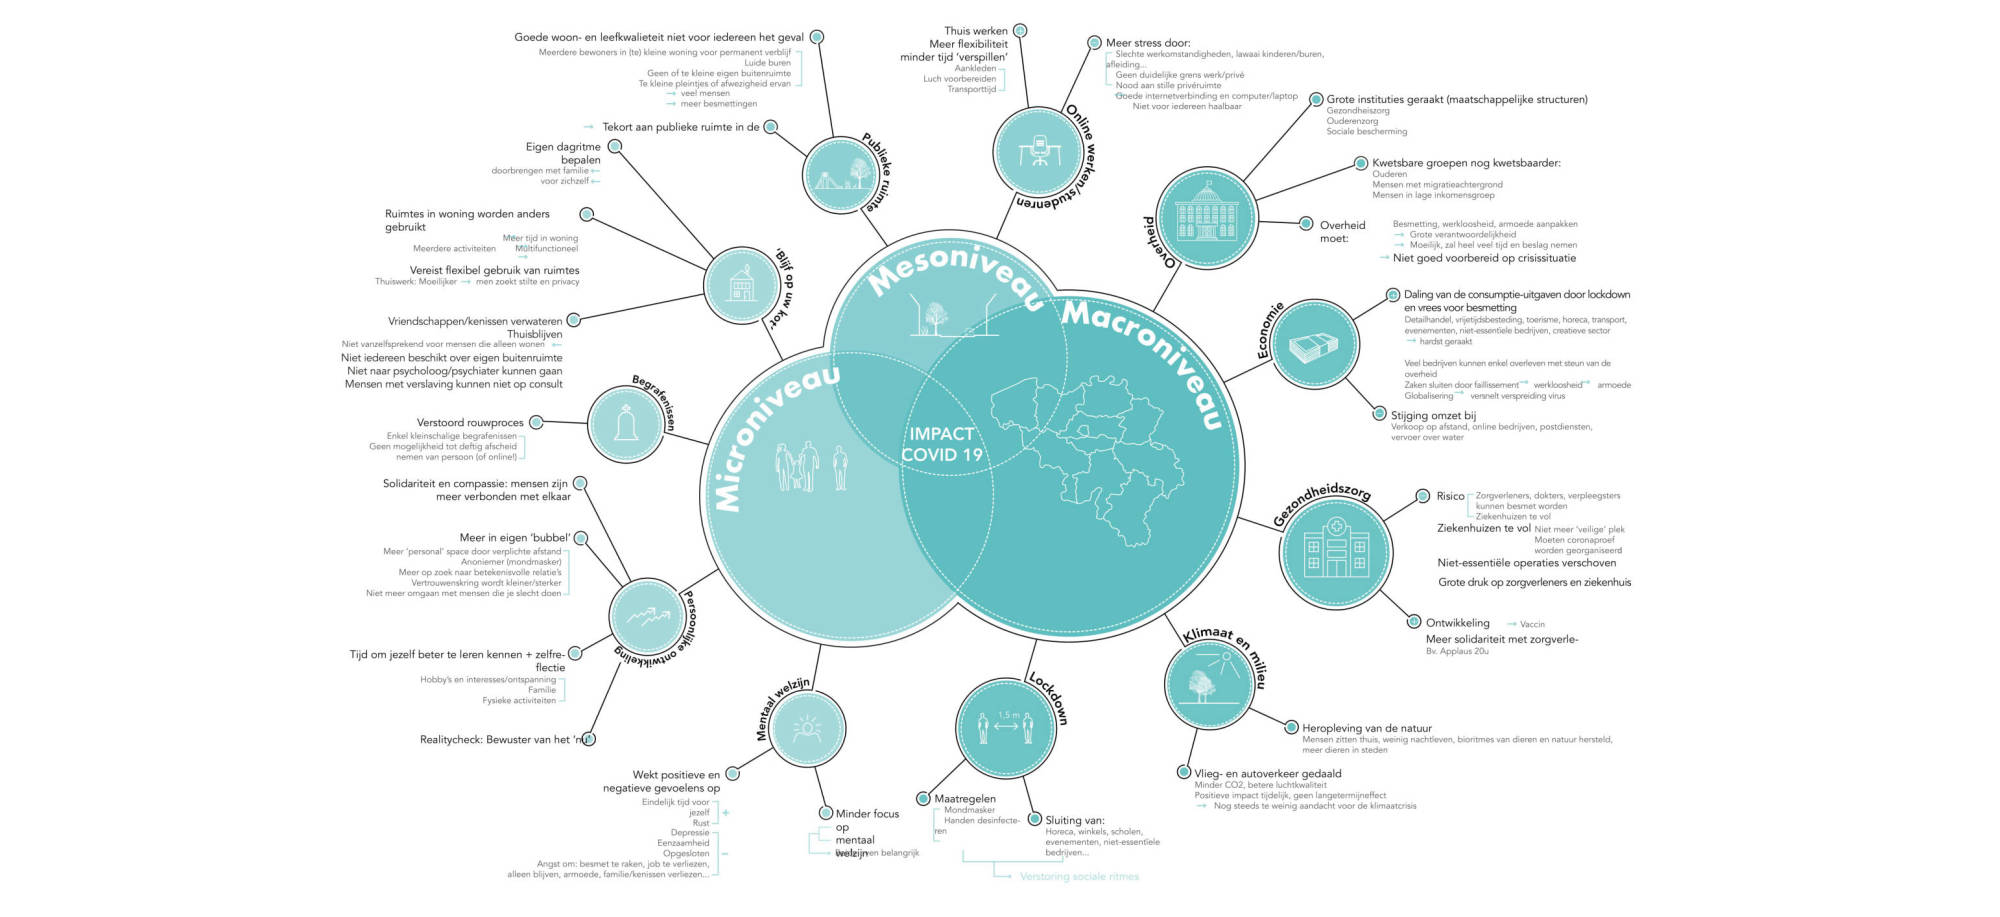 Goede woon- en leefkwalieteit niet voor iedereen het geval
Meerdere bewoners in (te) kleine woning voor permanent verblijf
Luide buren
Geen of te kleine eigen buitenruimte
Te kleine pleintjes of afwezigheid ervan
→ veel mensen
→ meer besmettingen
→ Tekort aan publieke ruimte in de
Publieke ruimte
Thuis werken
Meer flexibiliteit
minder tijd 'verspillen'
Aankleden
Luch voorbereiden
Transporttijd
Meer stress door:
Slechte werkomstandigheden, lawaai kinderen/buren,
afleiding...
Geen duidelijke grens werk/privé
Nood aan stille privéruimte
Goede internetverbinding en computer/laptop
Niet voor iedereen haalbaar
Online werken/studenren
Grote instituties geraakt (maatschappelijke structuren)
Gezondheiszorg
Ouderenzorg
Sociale bescherming
Kwetsbare groepen nog kwetsbaarder:
Ouderen
Mensen met migratieachtergrond
Mensen in lage inkomensgroep
Overheid
moet:
Besmetting, werkloosheid, armoede aanpakken
→ Grote verantwoordelijkheid
→ Moeilijk, zal heel veel tijd en beslag nemen
→ Niet goed voorbereid op crisissituatie
Overheid
Eigen dagritme
bepalen
doorbrengen met familie ←
voor zichzelf ←
Ruimtes in woning worden anders
gebruikt
Meer tijd in woning
Meerdere activiteiten
Multifunctioneel
→
Vereist flexibel gebruik van ruimtes
Thuiswerk: Moeilijker → men zoekt stilte en privacy
Vriendschappen/kenissen verwateren
Thuisblijven
Niet vanzelfsprekend voor mensen die alleen wonen ←
Niet iedereen beschikt over eigen buitenruimte
Niet naar psycholoog/psychiater kunnen gaan
Mensen met verslaving kunnen niet op consult
'Blijf op uw kot'
Daling van de consumptie-uitgaven door lockdown
en vrees voor besmetting
Detailhandel, vrijetijdsbesteding, toerisme, horeca, transport,
evenementen, niet-essentiele bedrijven, creatieve sector
→ hardst geraakt
Veel bedrijven kunnen enkel overleven met steun van de
overheid
Zaken sluiten door faillissement → werkloosheid → armoede
Globalisering → versnelt verspreiding virus
Stijging omzet bij
Verkoop op afstand, online bedrijven, postdiensten,
vervoer over water
Economie
Mesoniveau
Macroniveau
Microniveau
IMPACT
COVID 19
Begrafenissen
Verstoord rouwproces
Enkel kleinschalige begrafenissen
Geen mogelijkheid tot deftig afscheid
nemen van persoon (of online!)
Solidariteit en compassie: mensen zijn
meer verbonden met elkaar
Meer in eigen 'bubbel'
Meer 'personal' space door verplichte afstand
Anoniemer (mondmasker)
Meer op zoek naar betekenisvolle relatie's
Vertrouwenskring wordt kleiner/sterker
Niet meer omgaan met mensen die je slecht doen
Tijd om jezelf beter te leren kennen + zelfre-
flectie
Hobby's en interesses/ontspanning
Familie
Fysieke activiteiten
Realitycheck: Bewuster van het 'nu'
Persoonlijke ontwikkeling
Gezondheidszorg
Risico
Zorgverleners, dokters, verpleegsters
kunnen besmet worden
Ziekenhuizen te vol
Ziekenhuizen te vol Niet meer 'veilige' plek
Moeten coronaproef
worden georganiseerd
Niet-essentiële operaties verschoven
Grote druk op zorgverleners en ziekenhuis
Ontwikkeling → Vaccin
Meer solidariteit met zorgverle-
Bv. Applaus 20u
Klimaat en milieu
Heropleving van de natuur
Mensen zitten thuis, weinig nachtleven, bioritmes van dieren en natuur hersteld,
meer dieren in steden
Vlieg- en autoverkeer gedaald
Minder CO2, betere luchtkwaliteit
Positieve impact tijdelijk, geen langetermijneffect
→ Nog steeds te weinig aandacht voor de klimaatcrisis
Mentaal welzijn
Wekt positieve en
negatieve gevoelens op
Eindelijk tijd voor
jezelf
Rust
+
Depressie
Eenzaamheid
Opgesloten
−
Angst om: besmet te raken, job te verliezen,
alleen blijven, armoede, familie/kenissen verliezen...
Minder focus
op
mentaal
welzijn
belangrijk
Lockdown
1,5 m
Maatregelen
Mondmasker
Handen desinfecte-
ren
Sluiting van:
Horeca, winkels, scholen,
evenementen, niet-essentiele
bedrijven...
→ Verstoring sociale ritmes